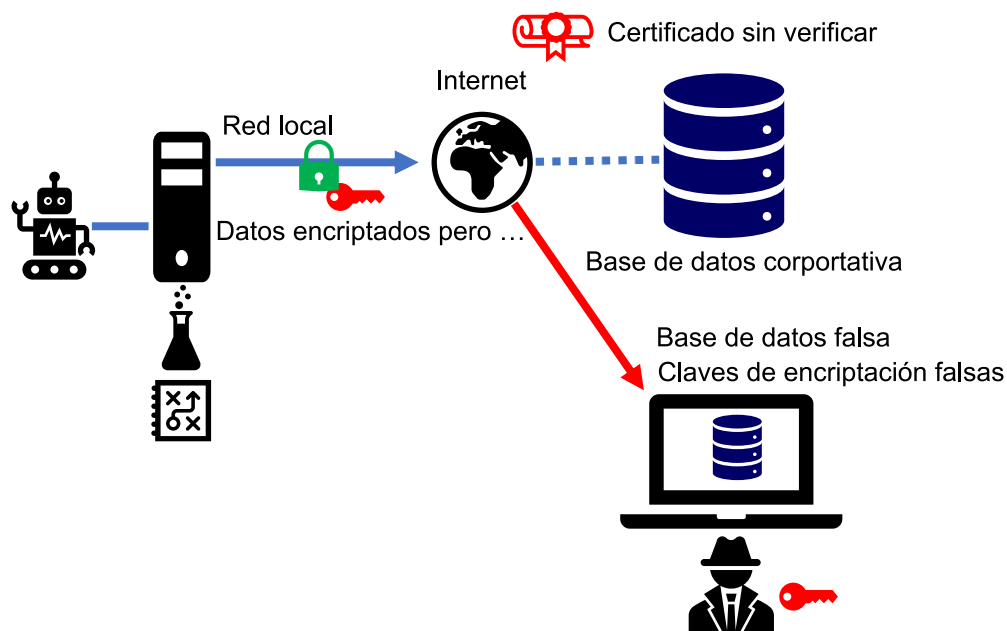 Certificado sin verificar
Internet
Red local
Datos encriptados pero ...
Base de datos corportativa
Base de datos falsa
Claves de encriptación falsas